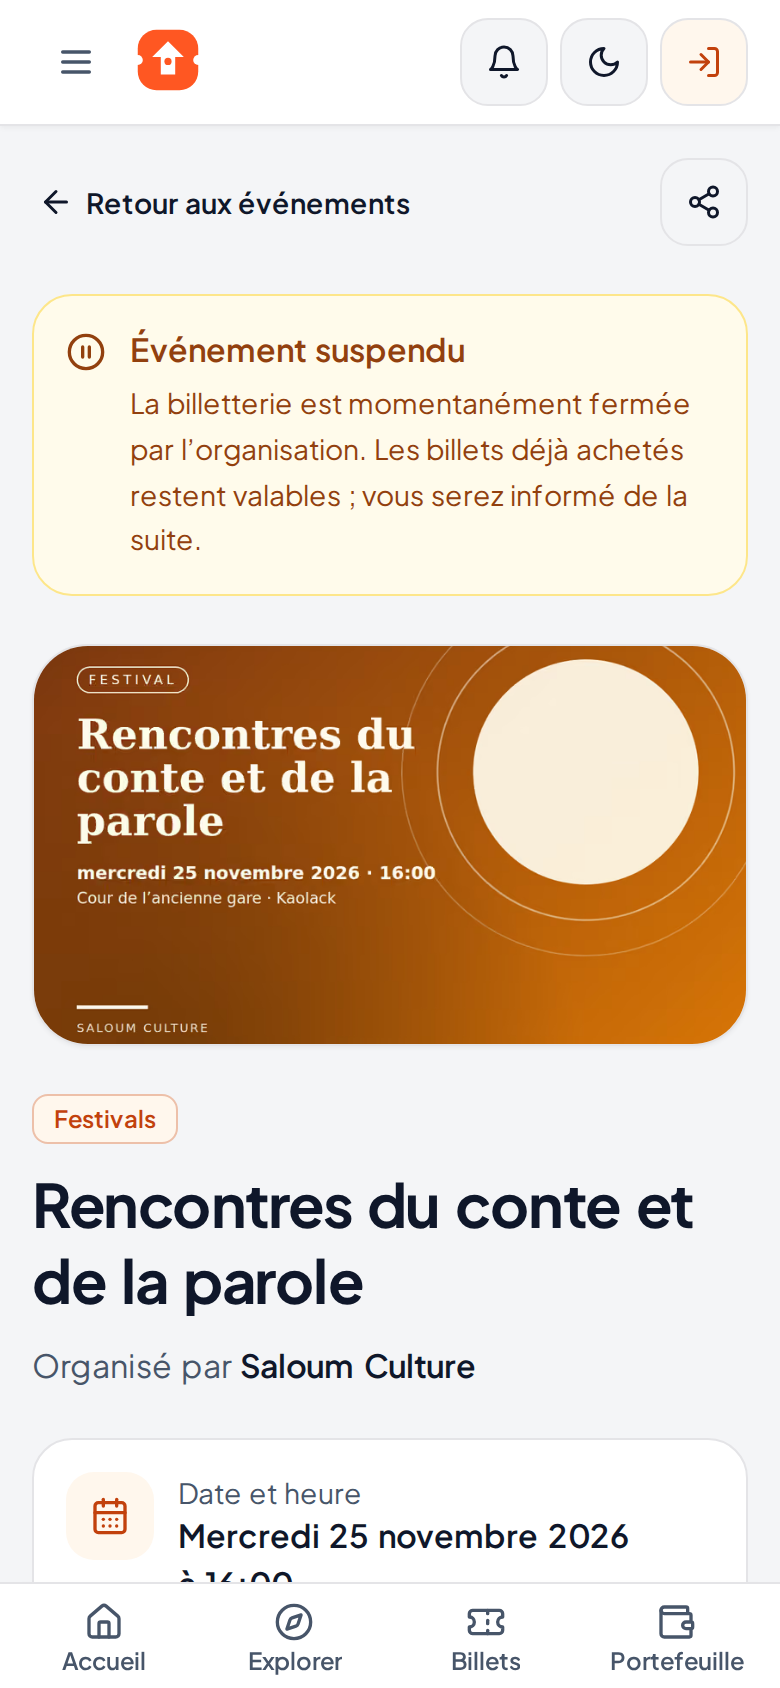 Retour aux événements
Événement suspendu
La billetterie est momentanément fermée
par l’organisation. Les billets déjà achetés
restent valables ; vous serez informé de la
suite.
FESTIVAL
Rencontres du
conte et de la
parole
mercredi 25 novembre 2026 · 16:00
Cour de l’ancienne gare · Kaolack
SALOUM CULTURE
Festivals
Rencontres du conte et
de la parole
Organisé par Saloum Culture
Date et heure
Mercredi 25 novembre 2026
à 16:00
Accueil
Explorer
Billets
Portefeuille